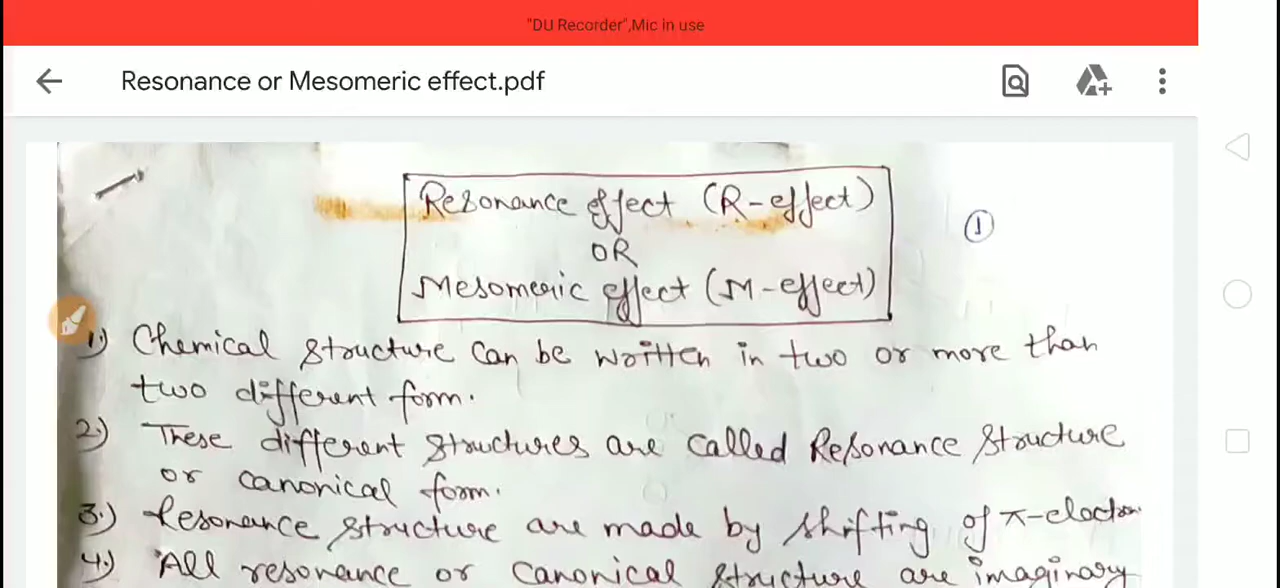 "DU Recorder",Mic in use
Resonance or Mesomeric effect.pdf
Resonance effect (R-effect)
OR
Mesomeric effect (M-effect)
①
1) Chemical structure can be written in two or more than
two different form.
2.) These different structures are called Resonance structure
or canonical form.
3.) Resonance structure are made by shifting of π-electron
4.) All resonance or canonical structure are imaginary